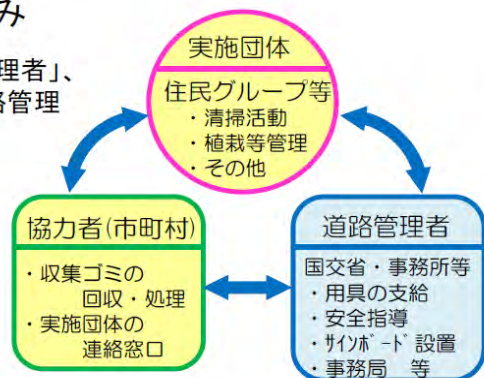 み
理者」、
路管理
実施団体
住民グループ等
・清掃活動
・植栽等管理
・その他
協力者(市町村)
・収集ゴミの
回収・処理
・実施団体の
連絡窓口
道路管理者
国交省・事務所等
・用具の支給
・安全指導
・ｻｲﾝﾎﾞｰﾄﾞ設置
・事務局　等